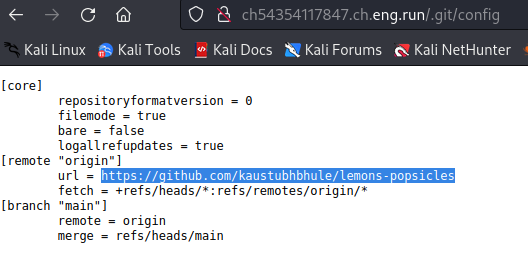 ch54354117847.ch.eng.run/.git/config
Kali Linux Kali Tools Kali Docs Kali Forums Kali NetHunter
[core]
repositoryformatversion = 0
filemode = true
bare = false
logallrefupdates = true
[remote "origin"]
url = https://github.com/kaustubhbhule/lemons-popsicles
fetch = +refs/heads/*:refs/remotes/origin/*
[branch "main"]
remote = origin
merge = refs/heads/main